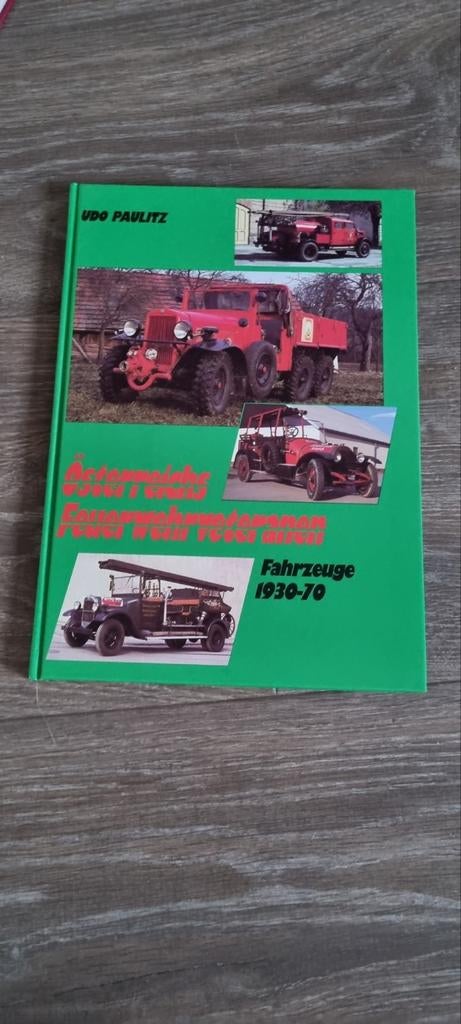 UDO PAULITZ
Österreichs
Feuerwehrveteranen
Fahrzeuge
1930-70